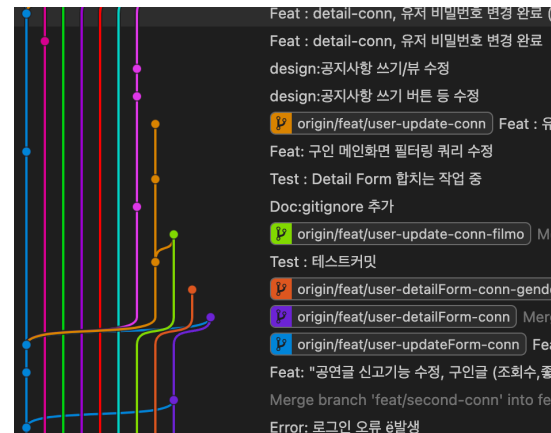 Feat : detail-conn, 유저 비밀번호 변경 완료 (
Feat : detail-conn, 유저 비밀번호 변경 완료
design:공지사항 쓰기/뷰 수정
design:공지사항 쓰기 버튼 등 수정
origin/feat/user-update-conn Feat : 유
Feat: 구인 메인화면 필터링 쿼리 수정
Test : Detail Form 합치는 작업 중
Doc:gitignore 추가
origin/feat/user-update-conn-filmo M
Test : 테스트커밋
origin/feat/user-detailForm-conn-gende
origin/feat/user-detailForm-conn Merg
origin/feat/user-updateForm-conn Fea
Feat: "공연글 신고기능 수정, 구인글 (조회수,좋
Merge branch 'feat/second-conn' into fe
Error: 로그인 오류 ë발생